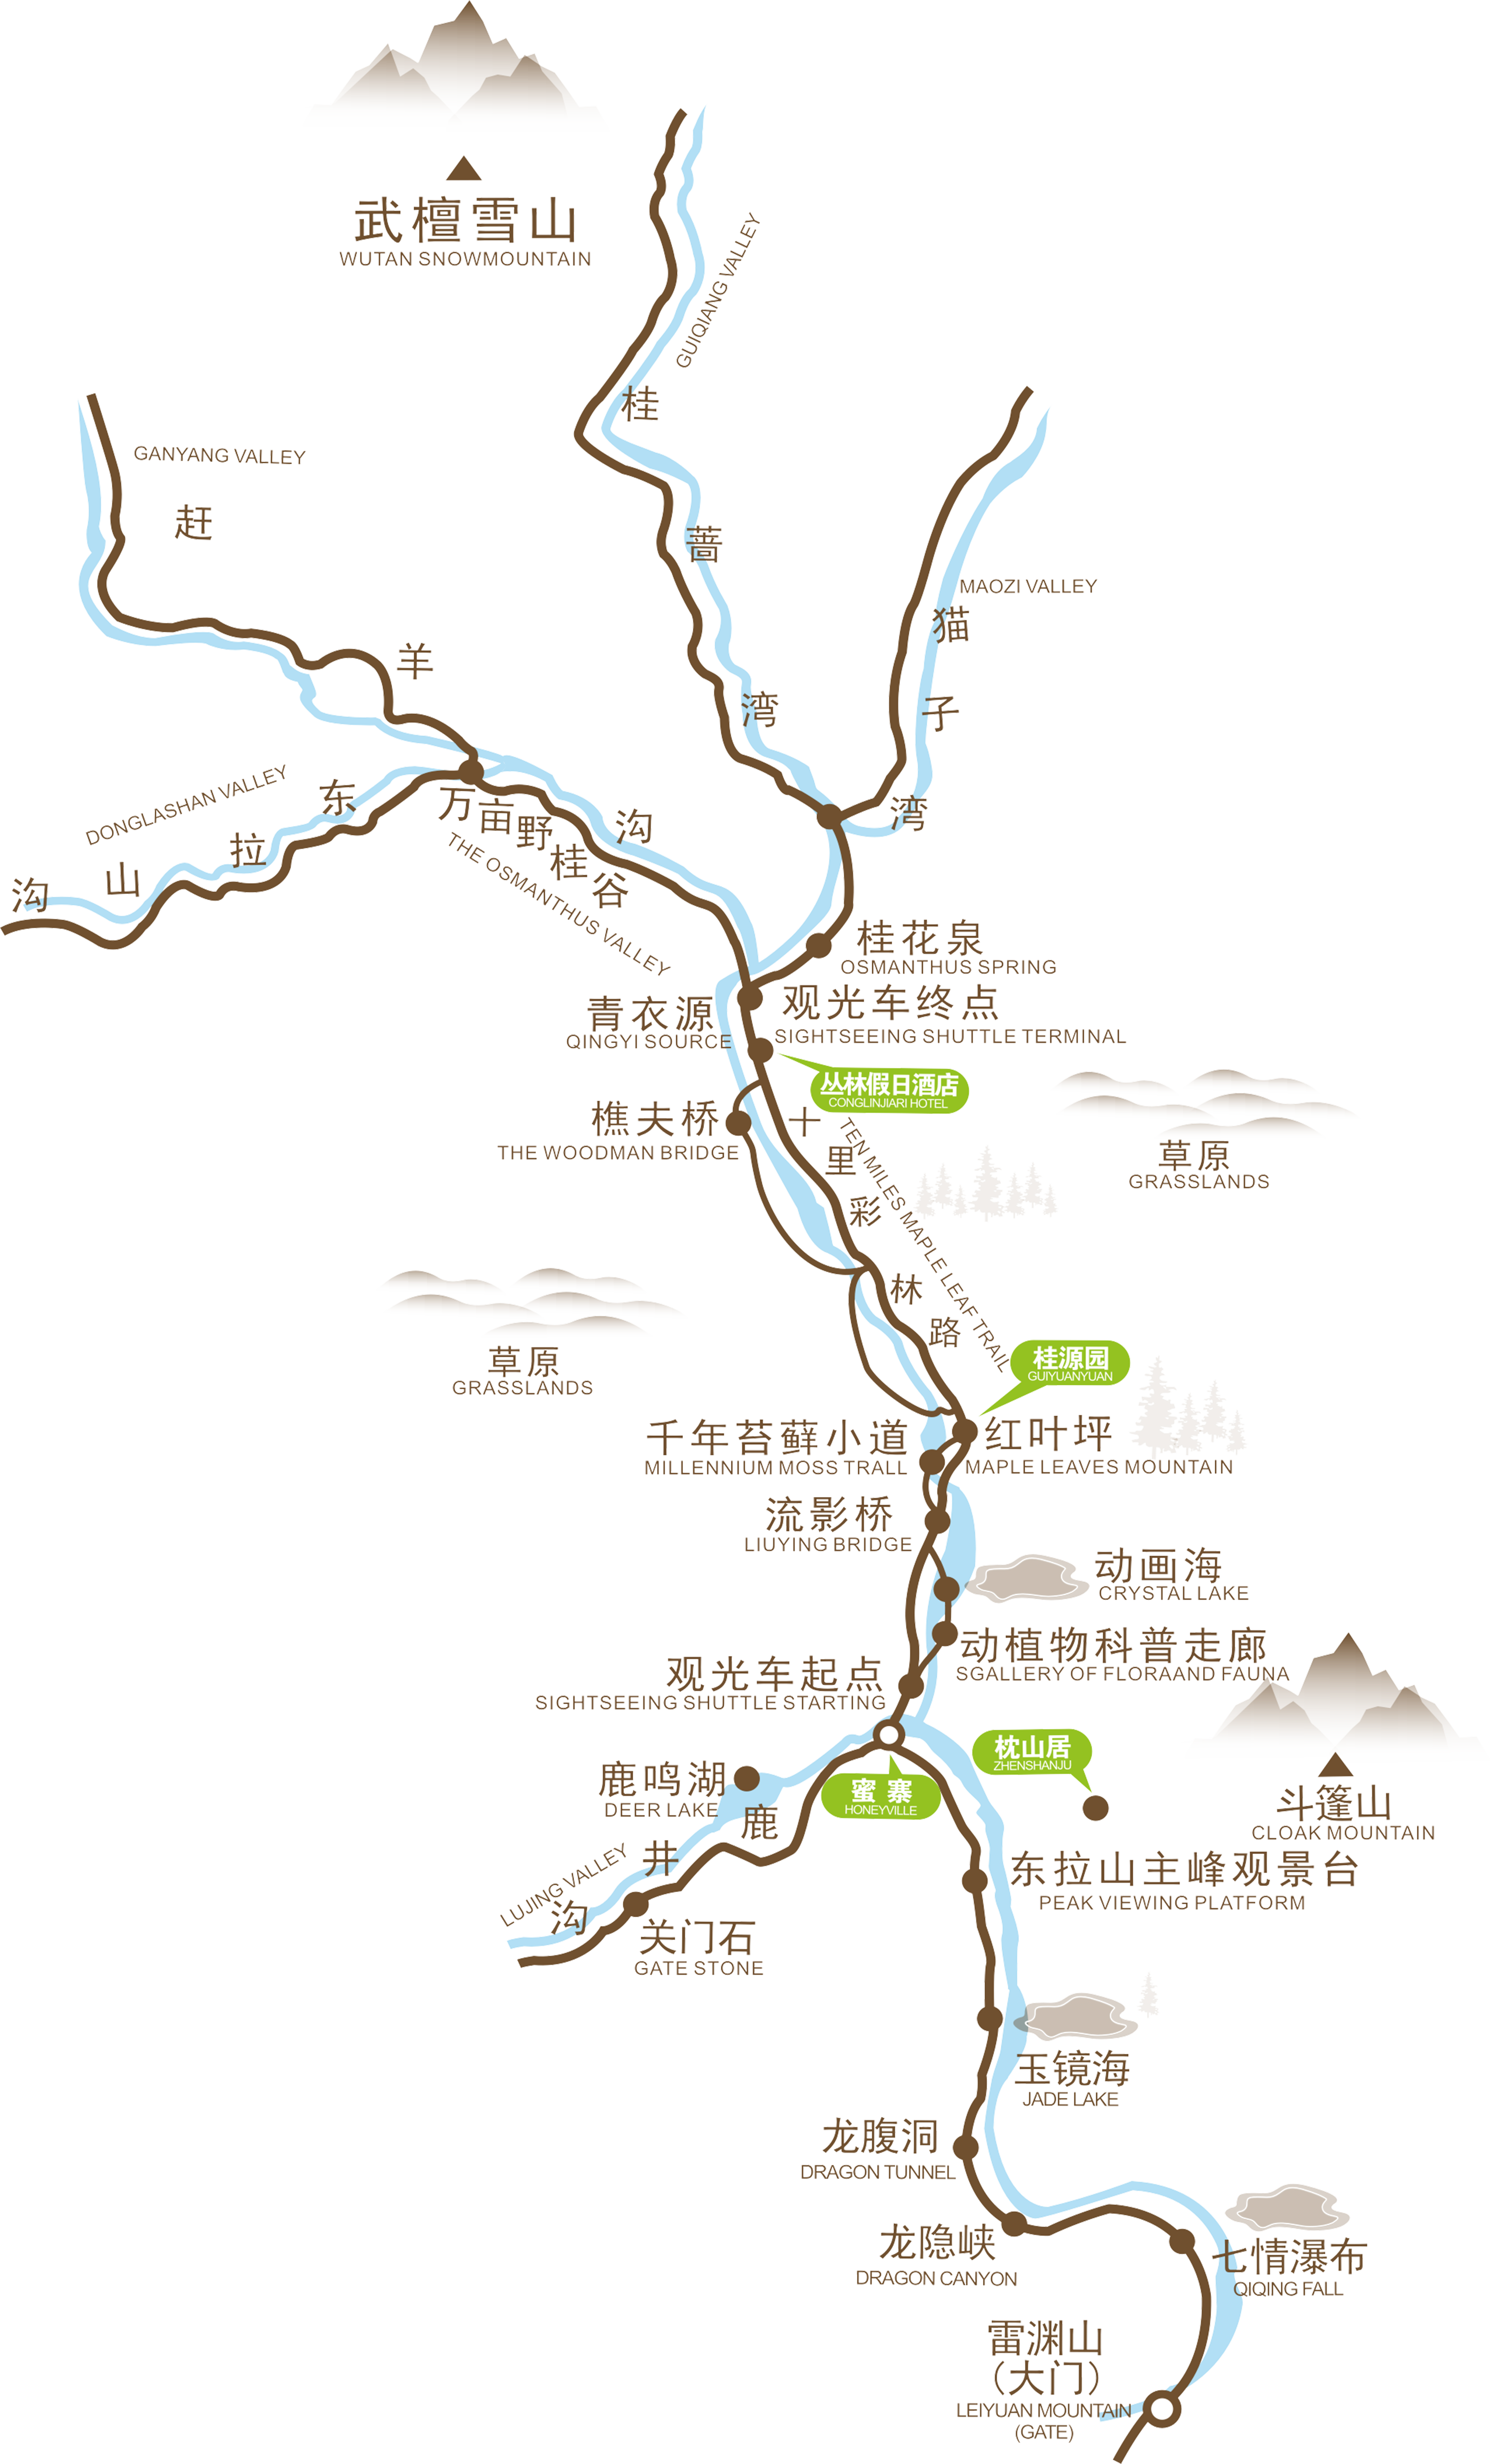 武檀雪山
WUTAN SNOWMOUNTAIN
GUIQIANG VALLEY
桂
蔷
湾
GANYANG VALLEY
赶
羊
沟
MAOZI VALLEY
猫
子
湾
DONGLASHAN VALLEY
东
拉
山
沟
万亩野桂谷
THE OSMANTHUS VALLEY
桂花泉
OSMANTHUS SPRING
青衣源
QINGYI SOURCE
观光车终点
SIGHTSEEING SHUTTLE TERMINAL
丛林假日酒店
CONGLINJIARI HOTEL
樵夫桥
THE WOODMAN BRIDGE
十里彩林路
TEN MILES MAPLE LEAF TRAIL
草原
GRASSLANDS
草原
GRASSLANDS
桂源园
GUIYUANYUAN
千年苔藓小道
MILLENNIUM MOSS TRALL
红叶坪
MAPLE LEAVES MOUNTAIN
流影桥
LIUYING BRIDGE
动画海
CRYSTAL LAKE
动植物科普走廊
SGALLERY OF FLORAAND FAUNA
观光车起点
SIGHTSEEING SHUTTLE STARTING
枕山居
ZHENSHANJU
蜜寨
HONEYVILLE
鹿鸣湖
DEER LAKE
鹿
井
沟
LUJING VALLEY
斗篷山
CLOAK MOUNTAIN
东拉山主峰观景台
PEAK VIEWING PLATFORM
关门石
GATE STONE
玉镜海
JADE LAKE
龙腹洞
DRAGON TUNNEL
龙隐峡
DRAGON CANYON
七情瀑布
QIQING FALL
雷渊山
（大门）
LEIYUAN MOUNTAIN
(GATE)